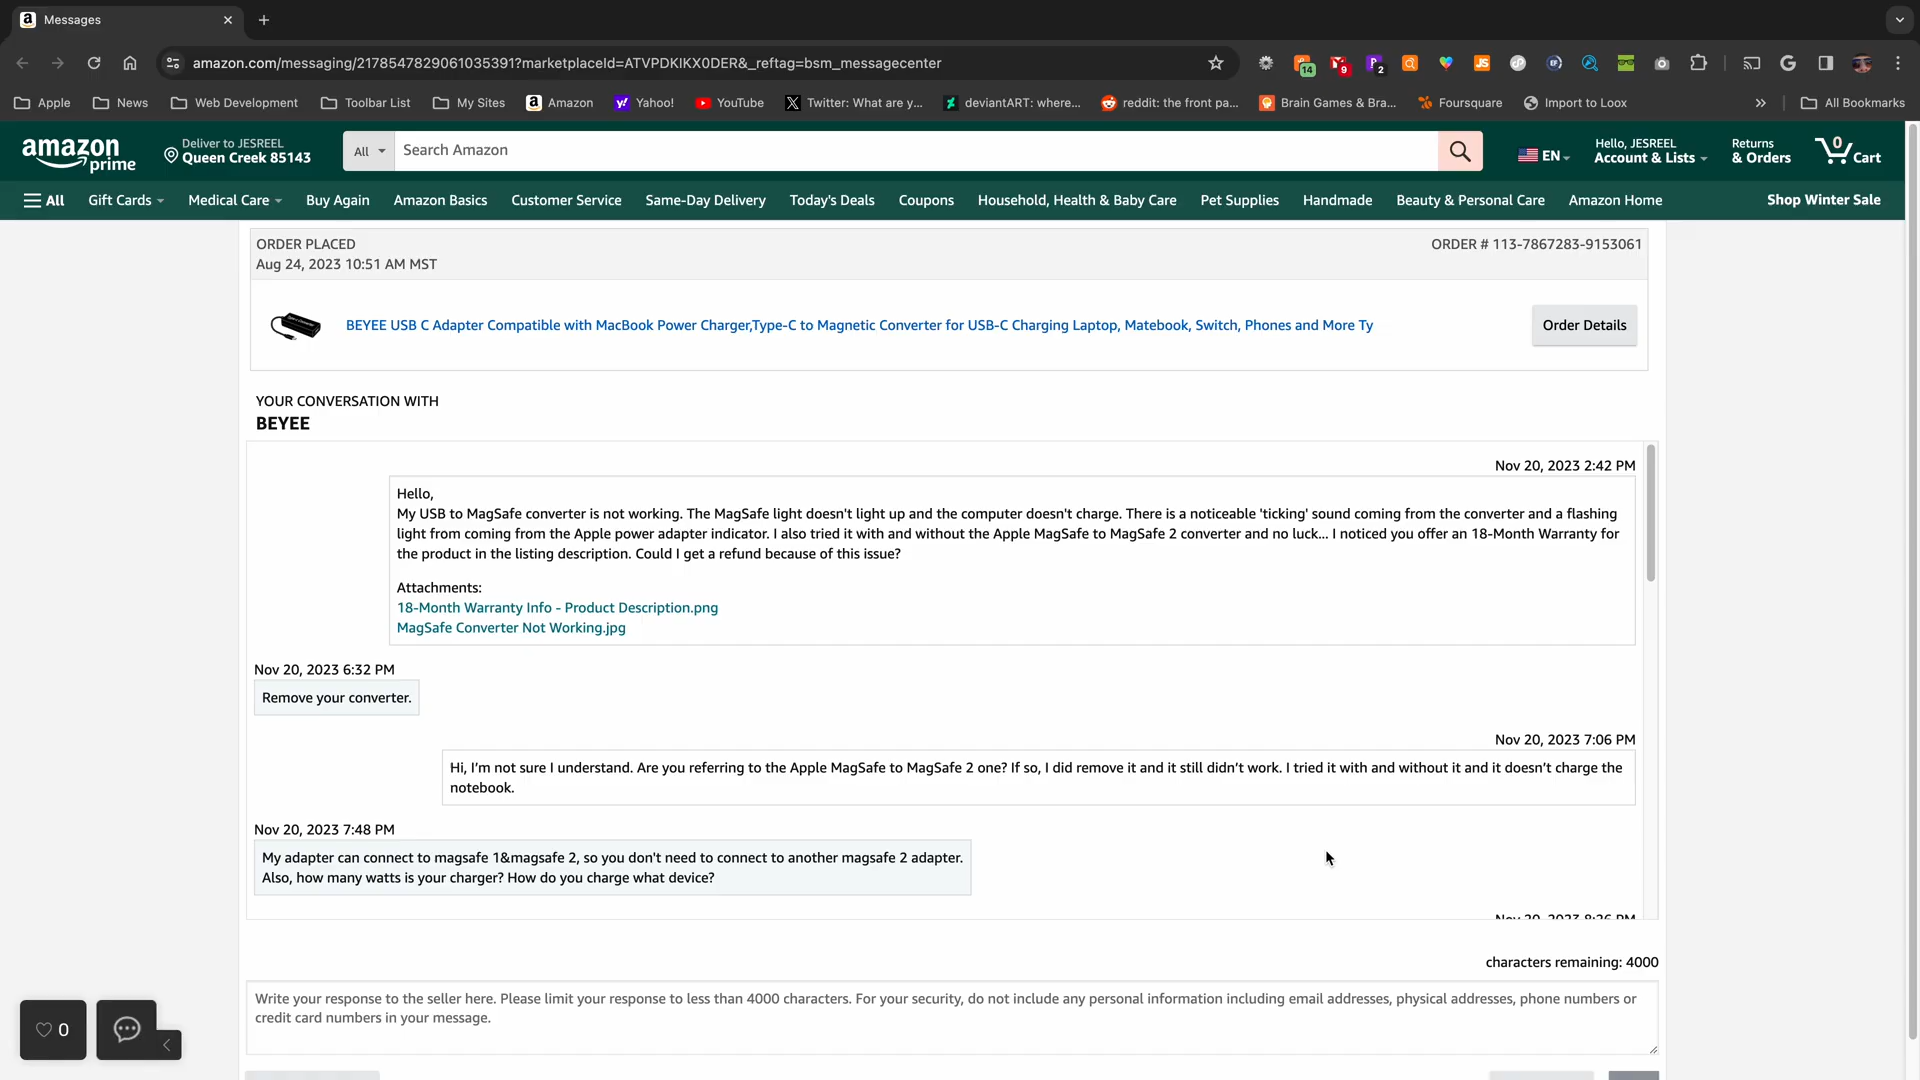 Messages
amazon.com/messaging/2178547829061035391?marketplaceId=ATVPDKIKX0DER&_reftag=bsm_messagecenter
14
9
2
Apple
News
Web Development
Toolbar List
My Sites
Amazon
Yahoo!
YouTube
Twitter: What are y...
deviantART: where...
reddit: the front pa...
Brain Games & Bra...
Foursquare
Import to Loox
All Bookmarks
amazon prime
Deliver to JESREEL
Queen Creek 85143
All
Search Amazon
EN
Hello, JESREEL
Account & Lists
Returns
& Orders
0
Cart
All
Gift Cards
Medical Care
Buy Again
Amazon Basics
Customer Service
Same-Day Delivery
Today's Deals
Coupons
Household, Health & Baby Care
Pet Supplies
Handmade
Beauty & Personal Care
Amazon Home
Shop Winter Sale
ORDER PLACED
Aug 24, 2023 10:51 AM MST
ORDER # 113-7867283-9153061
BEYEE USB C Adapter Compatible with MacBook Power Charger,Type-C to Magnetic Converter for USB-C Charging Laptop, Matebook, Switch, Phones and More Ty
Order Details
YOUR CONVERSATION WITH
BEYEE
Nov 20, 2023 2:42 PM
Hello,
My USB to MagSafe converter is not working. The MagSafe light doesn't light up and the computer doesn't charge. There is a noticeable 'ticking' sound coming from the converter and a flashing
light from coming from the Apple power adapter indicator. I also tried it with and without the Apple MagSafe to MagSafe 2 converter and no luck... I noticed you offer an 18-Month Warranty for
the product in the listing description. Could I get a refund because of this issue?
Attachments:
18-Month Warranty Info - Product Description.png
MagSafe Converter Not Working.jpg
Nov 20, 2023 6:32 PM
Remove your converter.
Nov 20, 2023 7:06 PM
Hi, I'm not sure I understand. Are you referring to the Apple MagSafe to MagSafe 2 one? If so, I did remove it and it still didn't work. I tried it with and without it and it doesn't charge the
notebook.
Nov 20, 2023 7:48 PM
My adapter can connect to magsafe 1&magsafe 2, so you don't need to connect to another magsafe 2 adapter.
Also, how many watts is your charger? How do you charge what device?
Nov 20, 2023 8:26 PM
characters remaining: 4000
Write your response to the seller here. Please limit your response to less than 4000 characters. For your security, do not include any personal information including email addresses, physical addresses, phone numbers or
credit card numbers in your message.
0